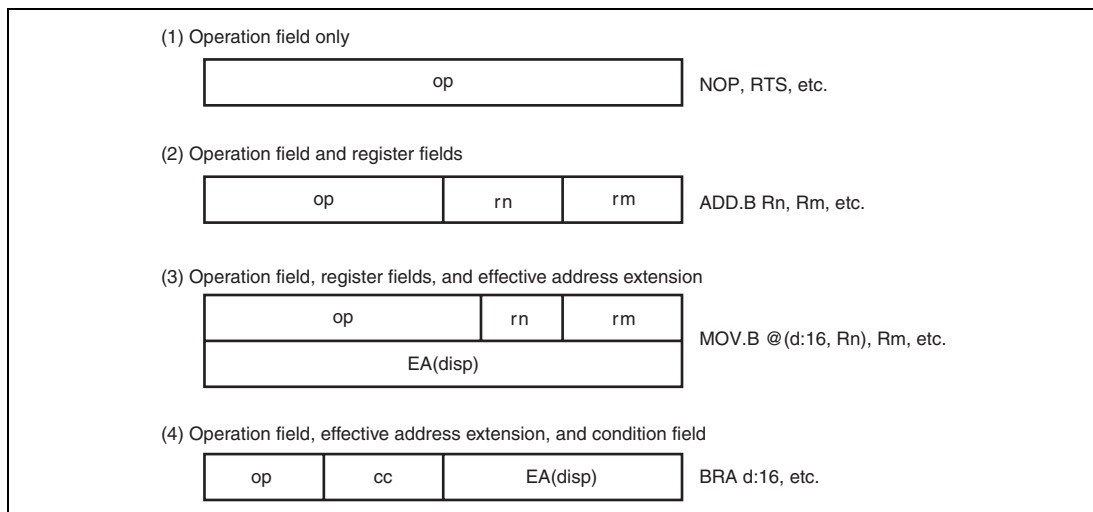 (1) Operation field only
op
NOP, RTS, etc.
(2) Operation field and register fields
op rn rm
ADD.B Rn, Rm, etc.
(3) Operation field, register fields, and effective address extension
op rn rm
MOV.B @(d:16, Rn), Rm, etc.
EA(disp)
(4) Operation field, effective address extension, and condition field
op cc EA(disp)
BRA d:16, etc.